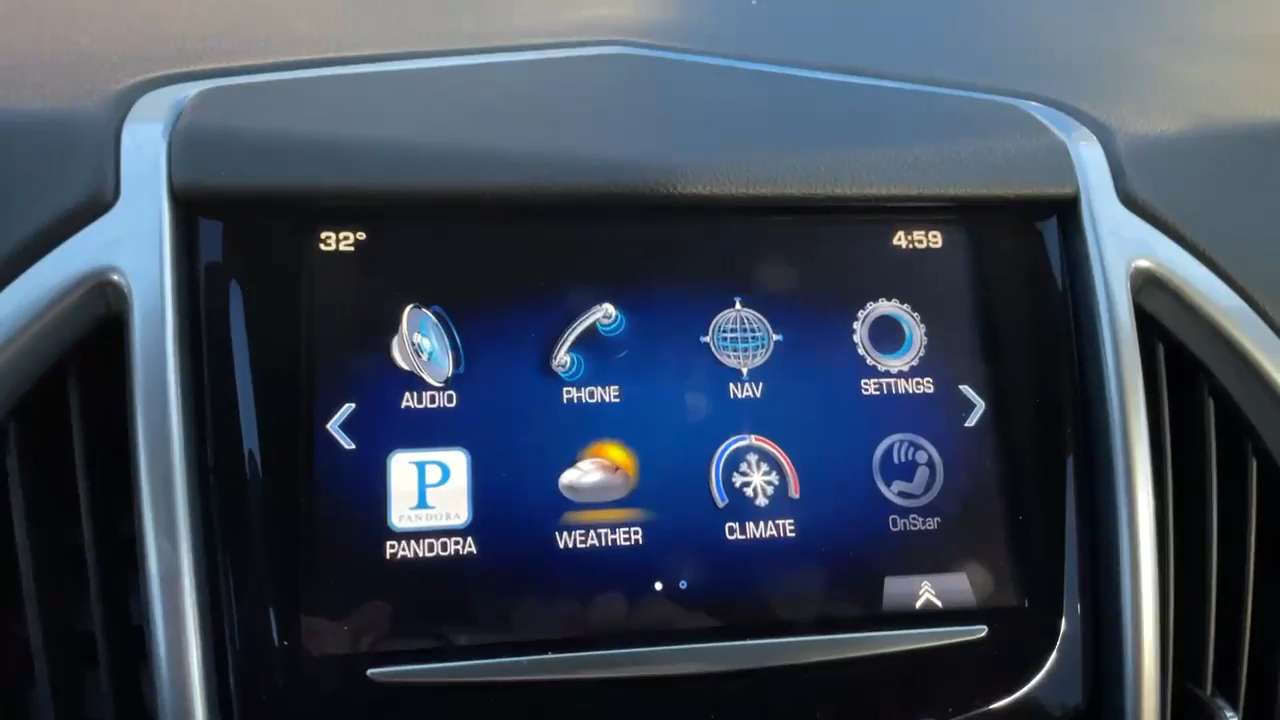 32° 4:59
AUDIO PHONE NAV SETTINGS
P
PANDORA
PANDORA WEATHER CLIMATE OnStar